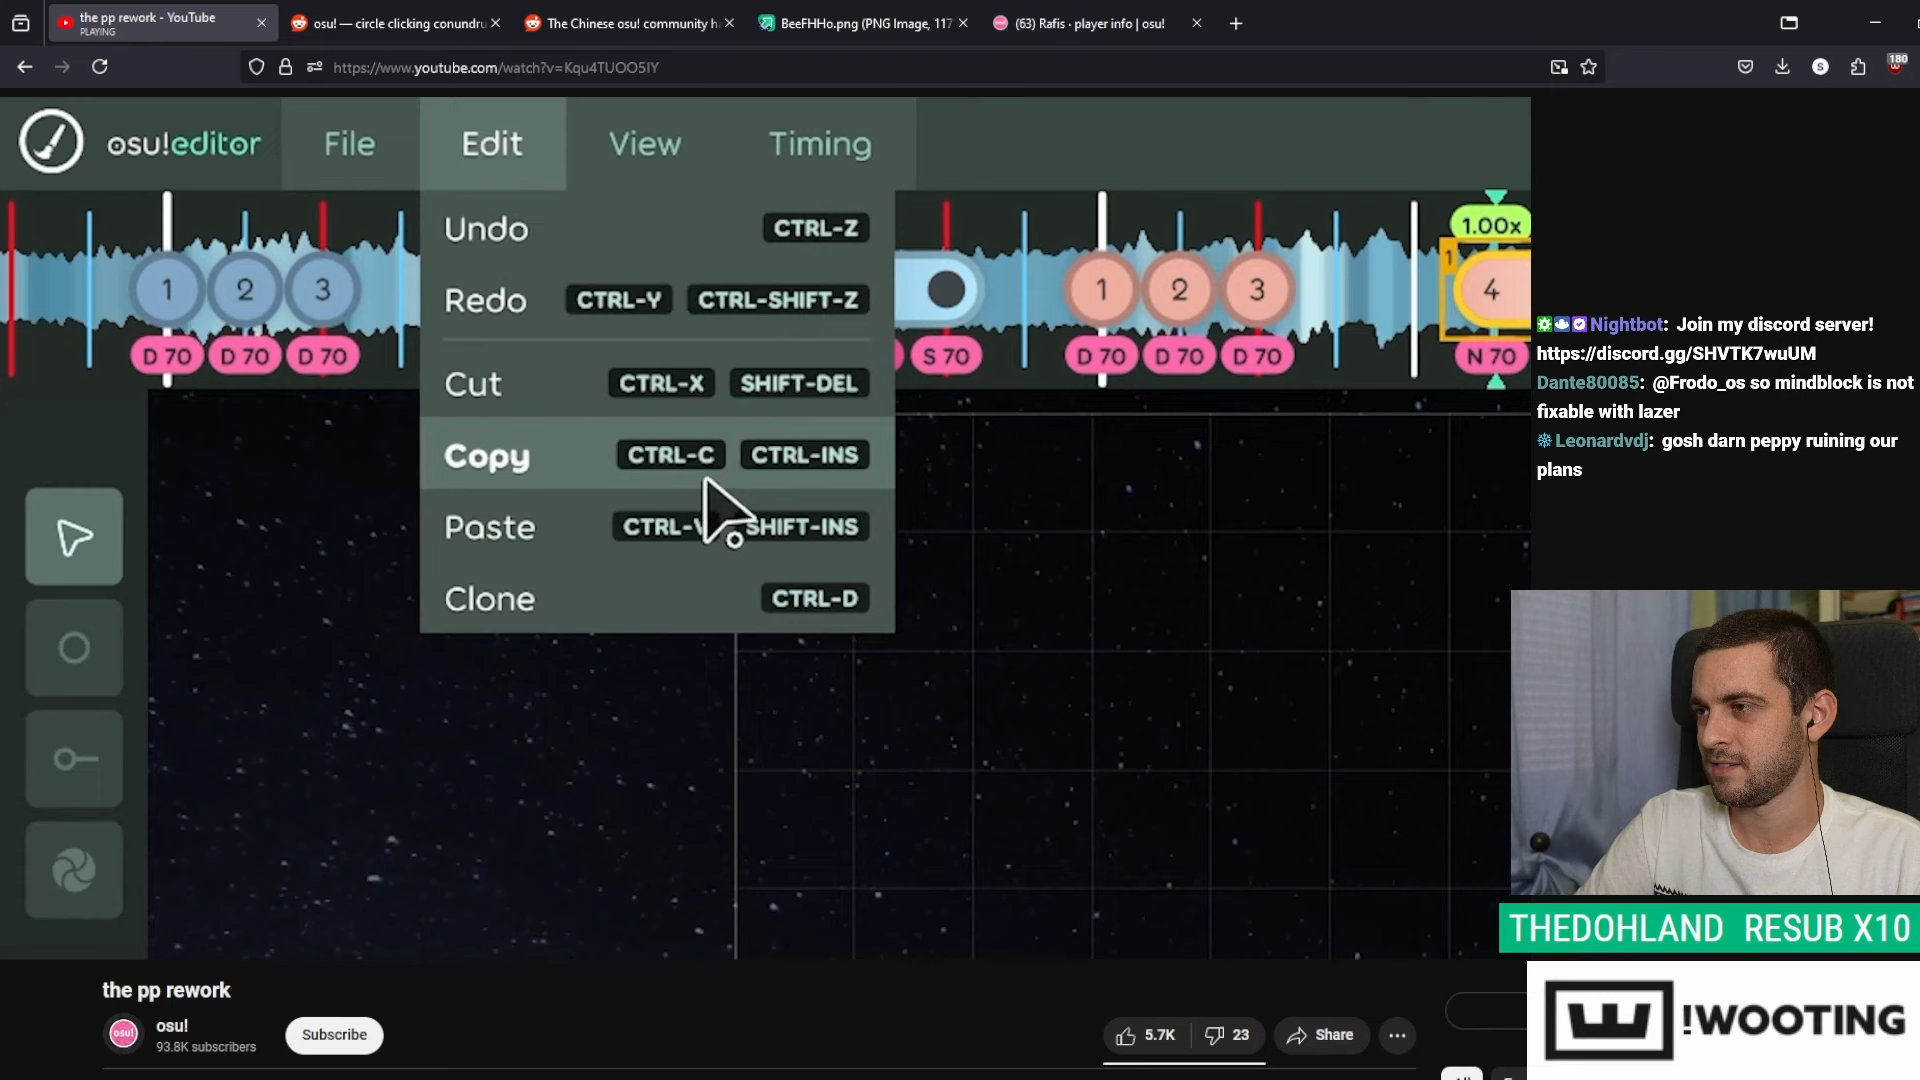 the pp rework - YouTube
PLAYING
osu! — circle clicking conundru
The Chinese osu! community ha
BeeFHHo.png (PNG Image, 117
(63) Rafis · player info | osu!
https://www.youtube.com/watch?v=Kqu4TUOO5IY
S
180
osu!editor
File
Edit
View
Timing
Undo CTRL-Z
Redo CTRL-Y CTRL-SHIFT-Z
Cut CTRL-X SHIFT-DEL
Copy CTRL-C CTRL-INS
Paste CTRL-V SHIFT-INS
Clone CTRL-D
1.00x
1 2 3 1 2 3 1 4
D 70 D 70 D 70 S 70 D 70 D 70 D 70 N 70
Nightbot: Join my discord server!
https://discord.gg/SHVTK7wuUM
Dante80085: @Frodo_os so mindblock is not
fixable with lazer
Leonardvdj: gosh darn peppy ruining our
plans
THEDOHLAND RESUB X10
!WOOTING
the pp rework
osu!
osu!
93.8K subscribers
Subscribe
5.7K
23
Share